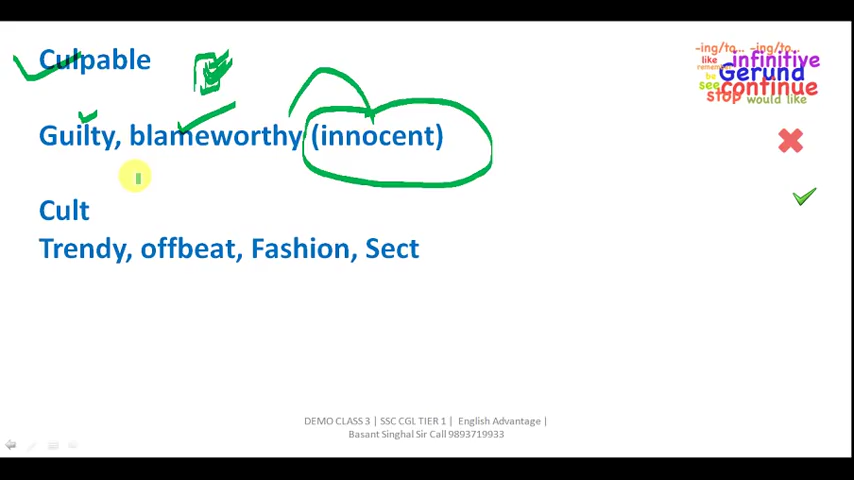 Culpable
Guilty, blameworthy (innocent)
Cult
Trendy, offbeat, Fashion, Sect
-ing/to... -ing/to...
like infinitive
remember
be Gerund
see continue
stop would like
DEMO CLASS 3 | SSC CGL TIER 1 | English Advantage |
Basant Singhal Sir Call 9893719933